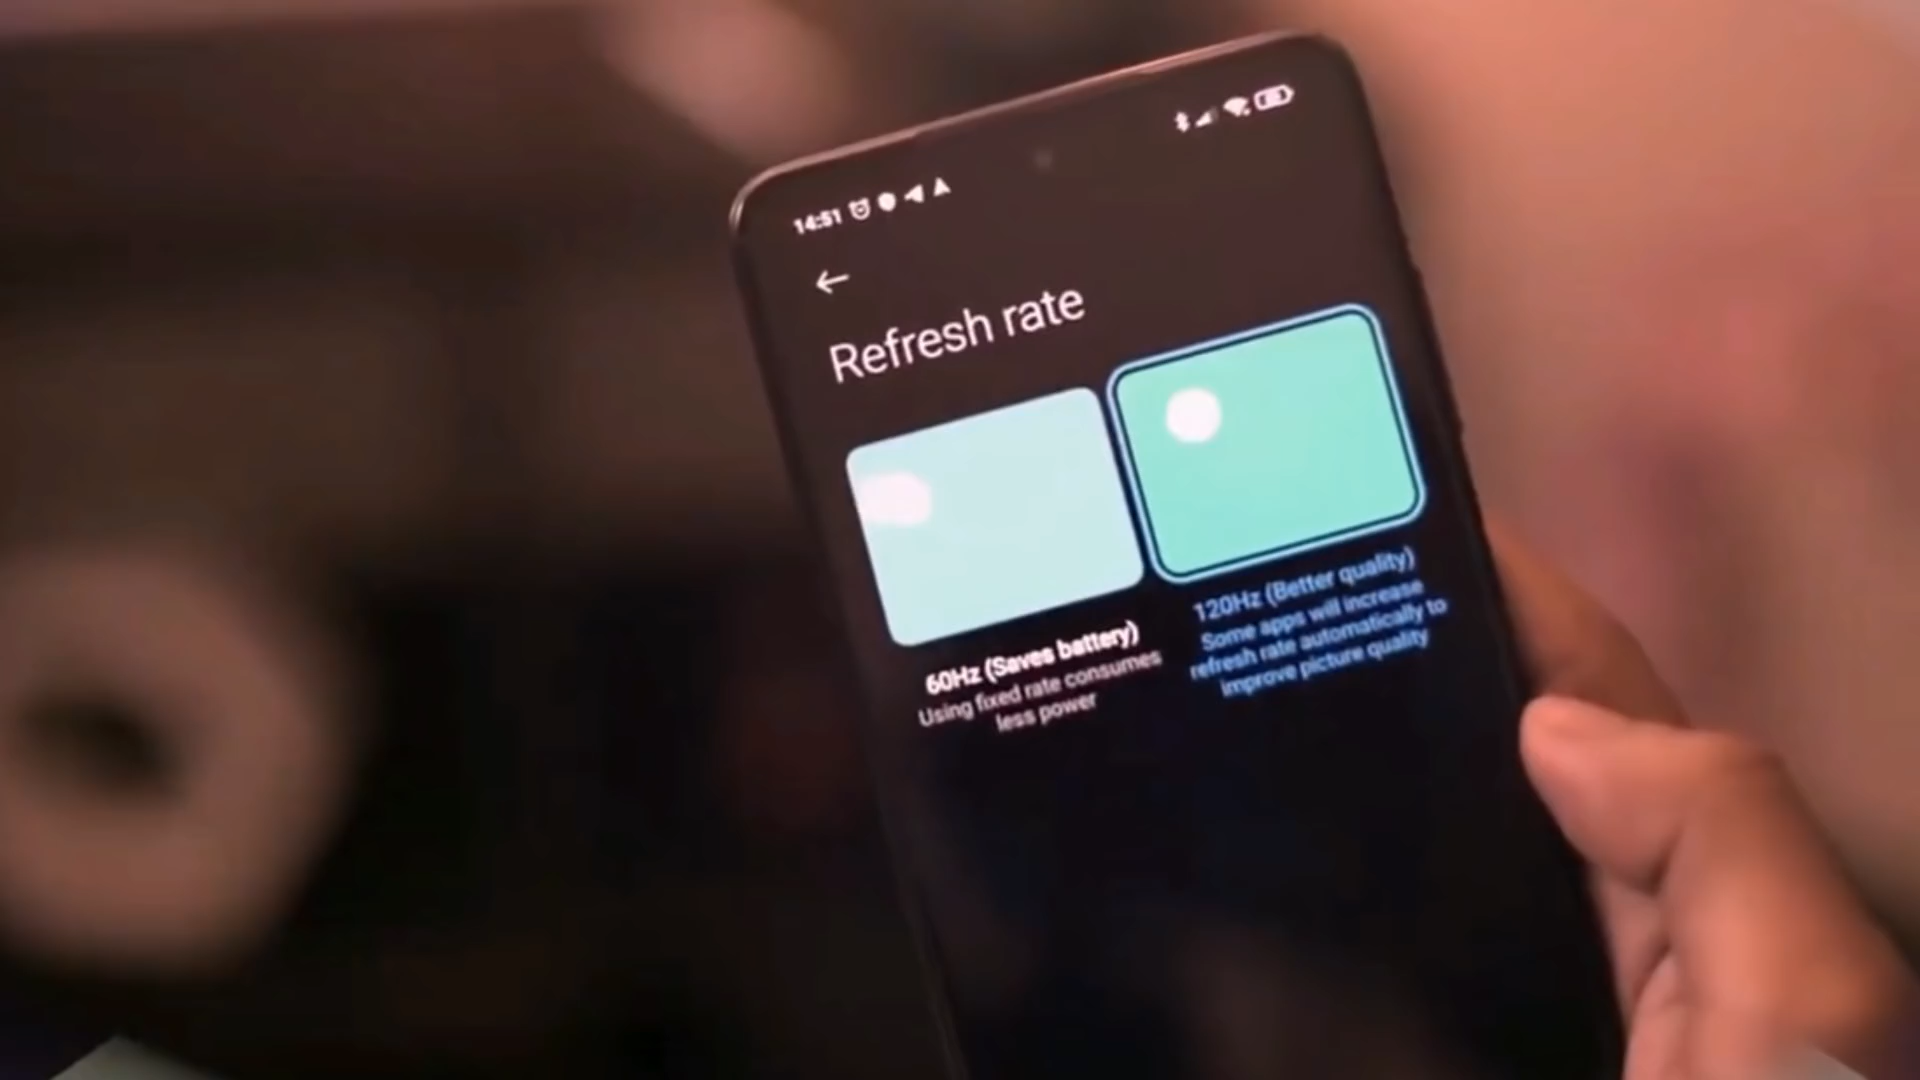 14:51
Refresh rate
60Hz (Saves battery)
Using fixed rate consumes
less power
120Hz (Better quality)
Some apps will increase
refresh rate automatically to
improve picture quality